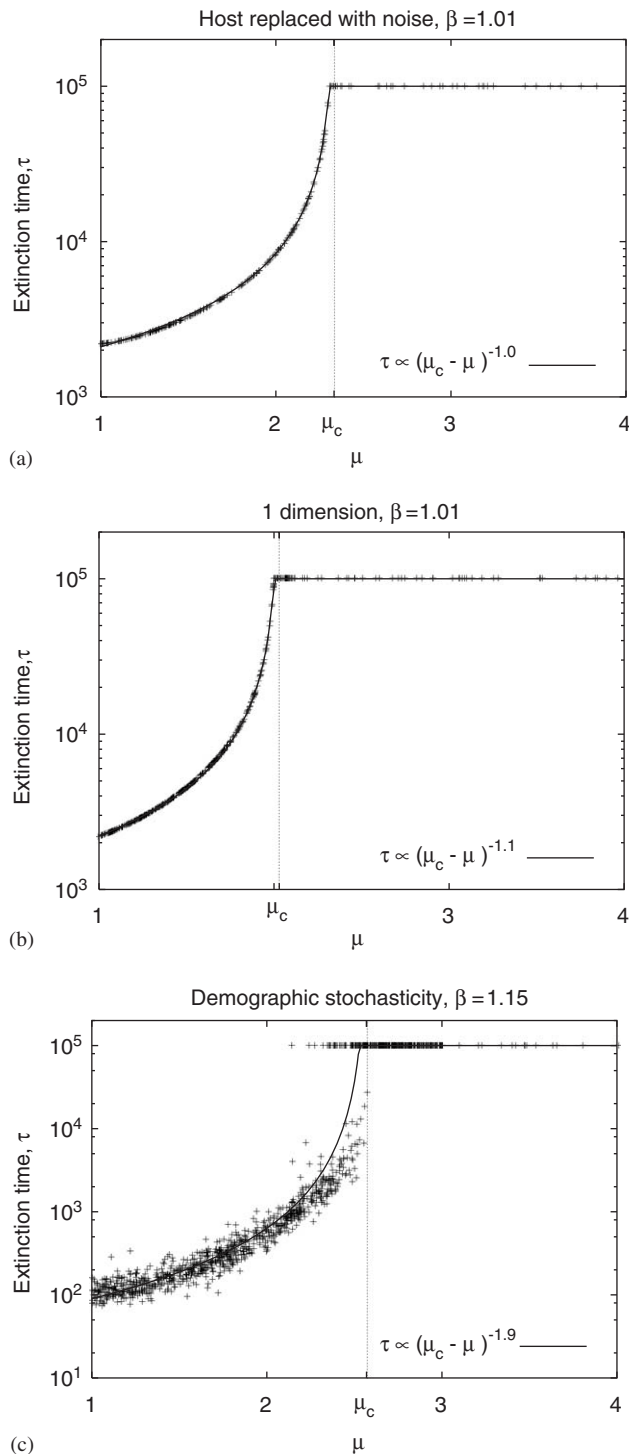 Host replaced with noise, β =1.01
10^5
10^4
10^3
Extinction time,τ
τ ∝ (μ_c - μ)^-1.0
1 2 μ_c 3 4
μ
(a)
1 dimension, β =1.01
10^5
10^4
10^3
Extinction time,τ
τ ∝ (μ_c - μ)^-1.1
1 μ_c 3 4
μ
(b)
Demographic stochasticity, β =1.15
10^5
10^4
10^3
10^2
10^1
Extinction time, τ
τ ∝ (μ_c - μ)^-1.9
1 2 μ_c 3 4
μ
(c)